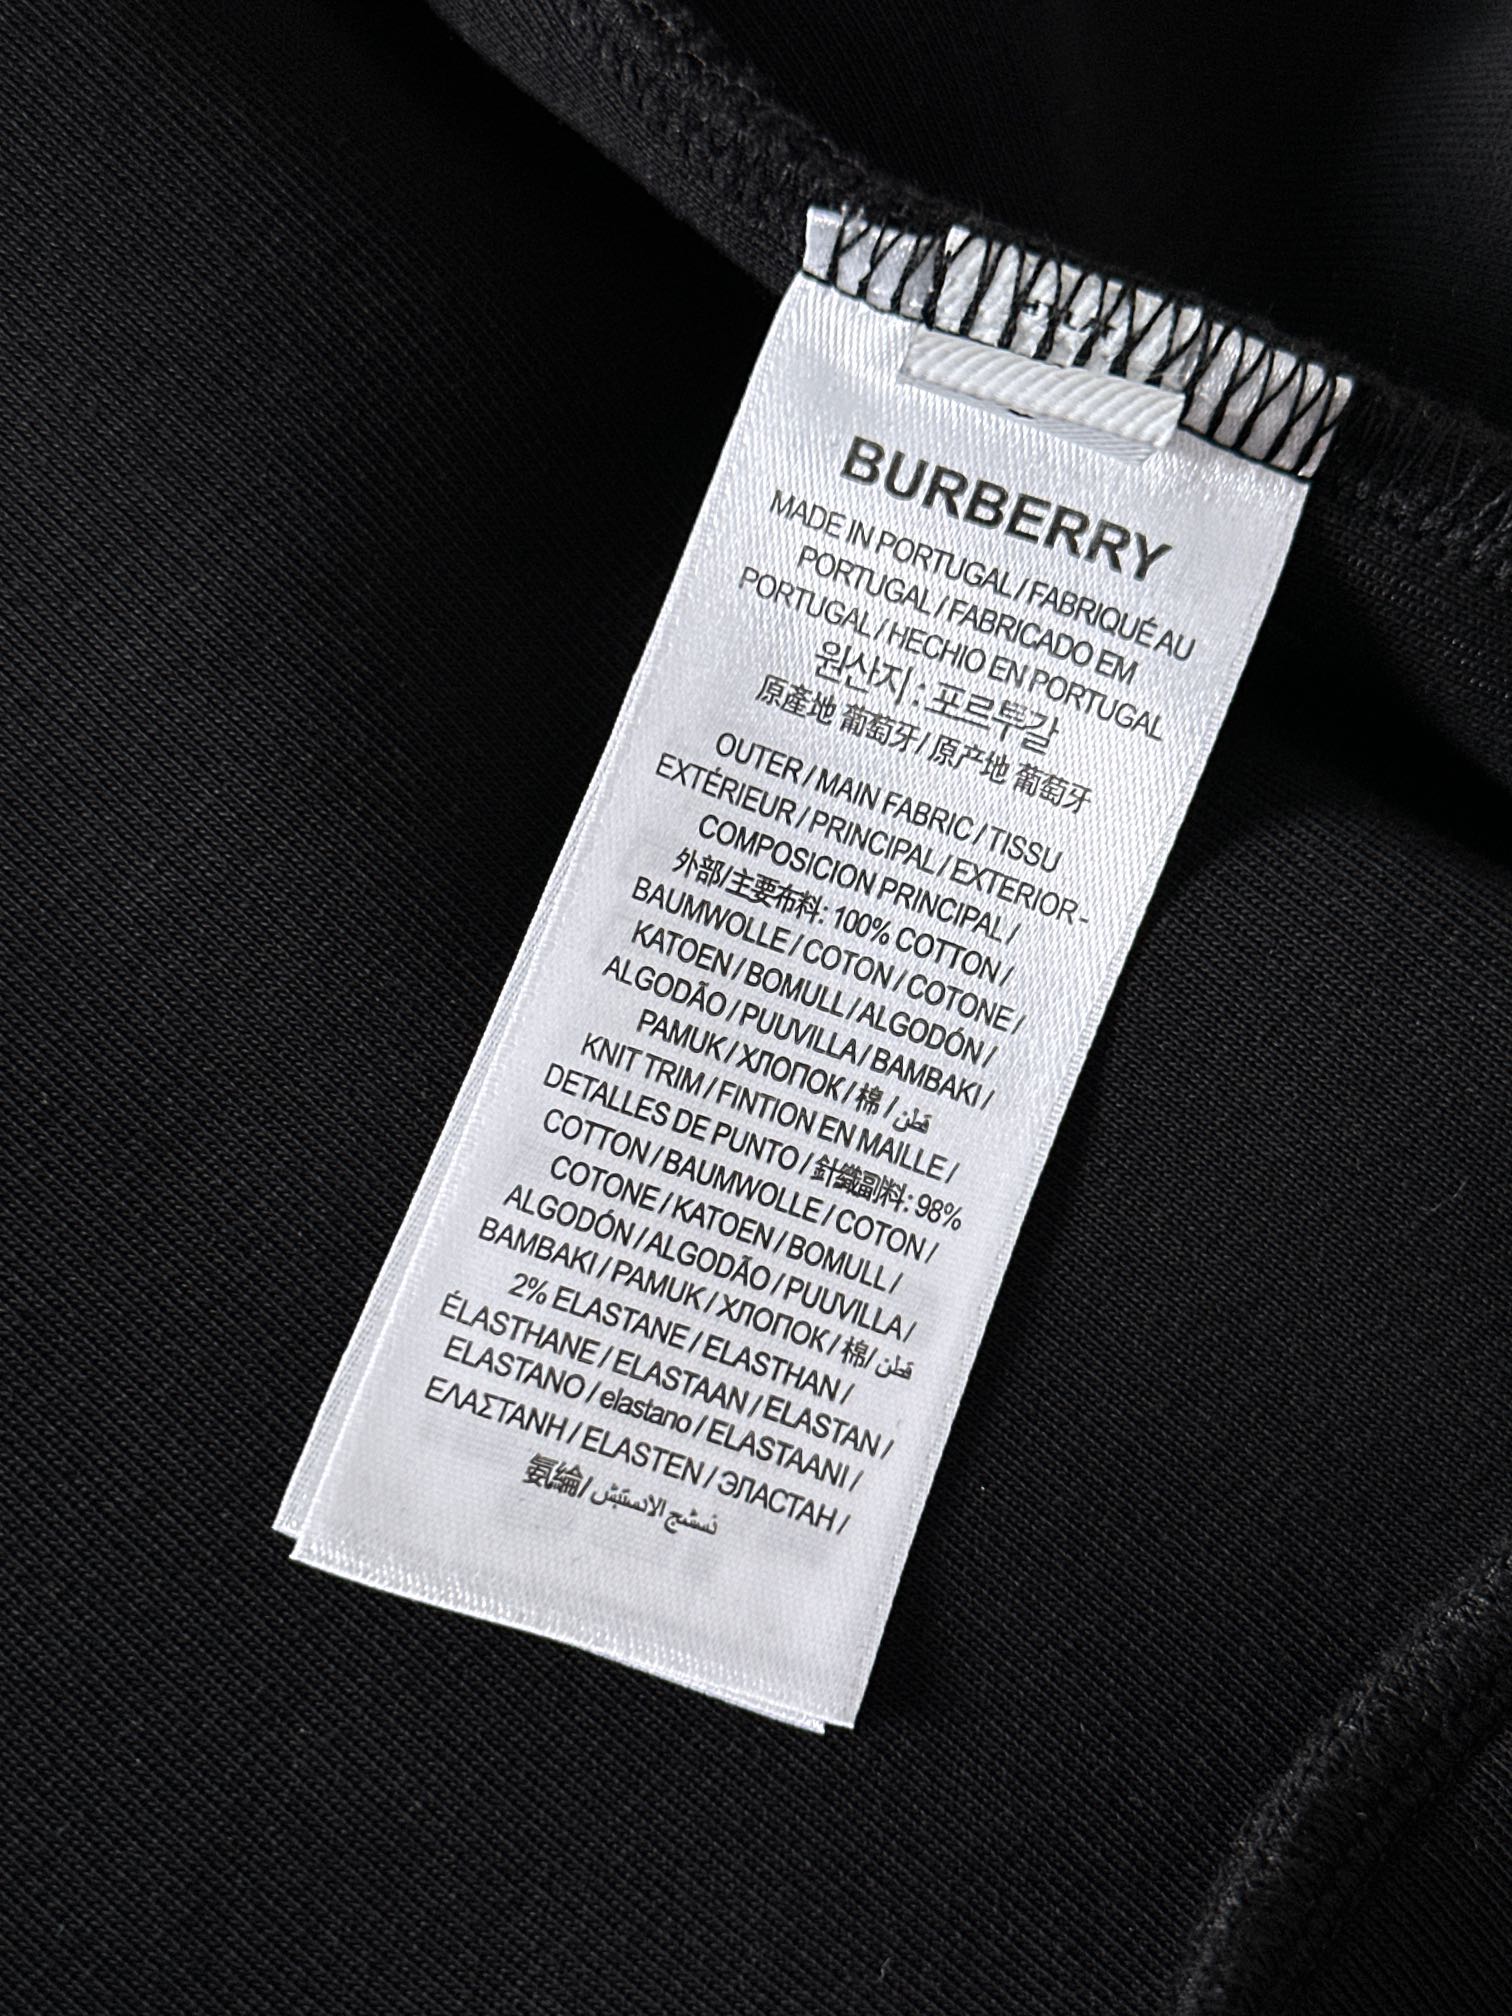 BURBERRY
MADE IN PORTUGAL / FABRIQUÉ AU
PORTUGAL / FABRICADO EM
PORTUGAL / HECHO EN PORTUGAL
원산지 : 포르투갈
原產地 葡萄牙 / 原产地 葡萄牙
OUTER / MAIN FABRIC / TISSU
EXTÉRIEUR / PRINCIPAL / EXTERIOR-
COMPOSICION PRINCIPAL /
外部/主要布料: 100% COTTON /
BAUMWOLLE / COTON / COTONE /
KATOEN / BOMULL / ALGODÓN /
ALGODÃO / PUUVILLA / BAMBAKI /
PAMUK / ХЛОПОК / 棉 / قطن
KNIT TRIM / FINTION EN MAILLE /
DETALLES DE PUNTO / 針織副料: 98%
COTTON / BAUMWOLLE / COTON /
COTONE / KATOEN / BOMULL /
ALGODÓN / ALGODÃO / PUUVILLA /
BAMBAKI / PAMUK / ХЛОПОК / 棉/ قطن
2% ELASTANE / ELASTHAN /
ÉLASTHANE / ELASTAAN / ELASTAN /
ELASTANO / elastano / ELASTAANI /
ΕΛΑΣΤΑΝΗ / ELASTEN / ЭЛАСТАН /
氨綸 / نسيج الاستيتش